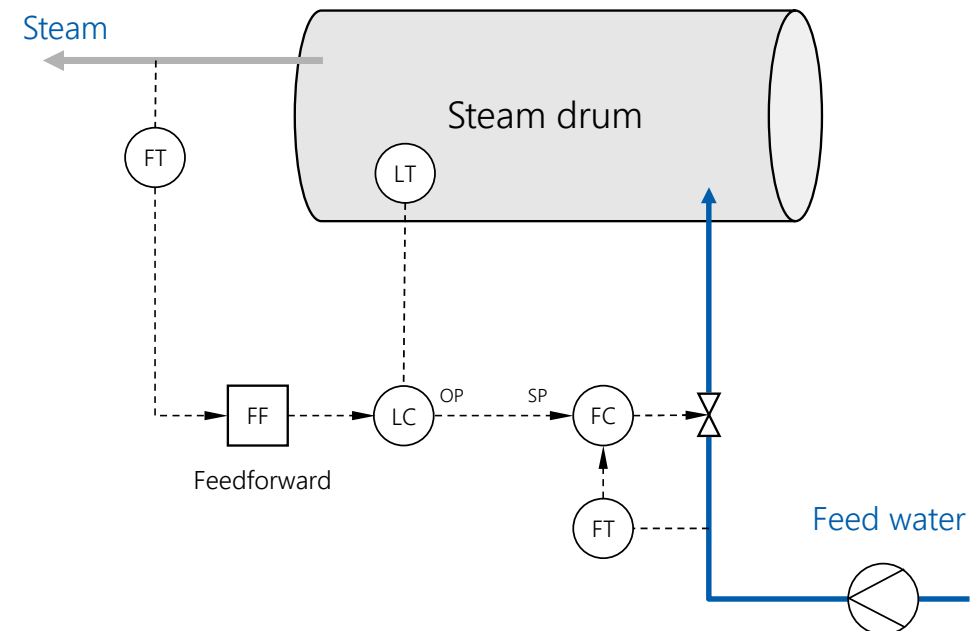 Steam
Steam drum
FT
LT
OP
SP
FF
LC
FC
Feedforward
FT
Feed water